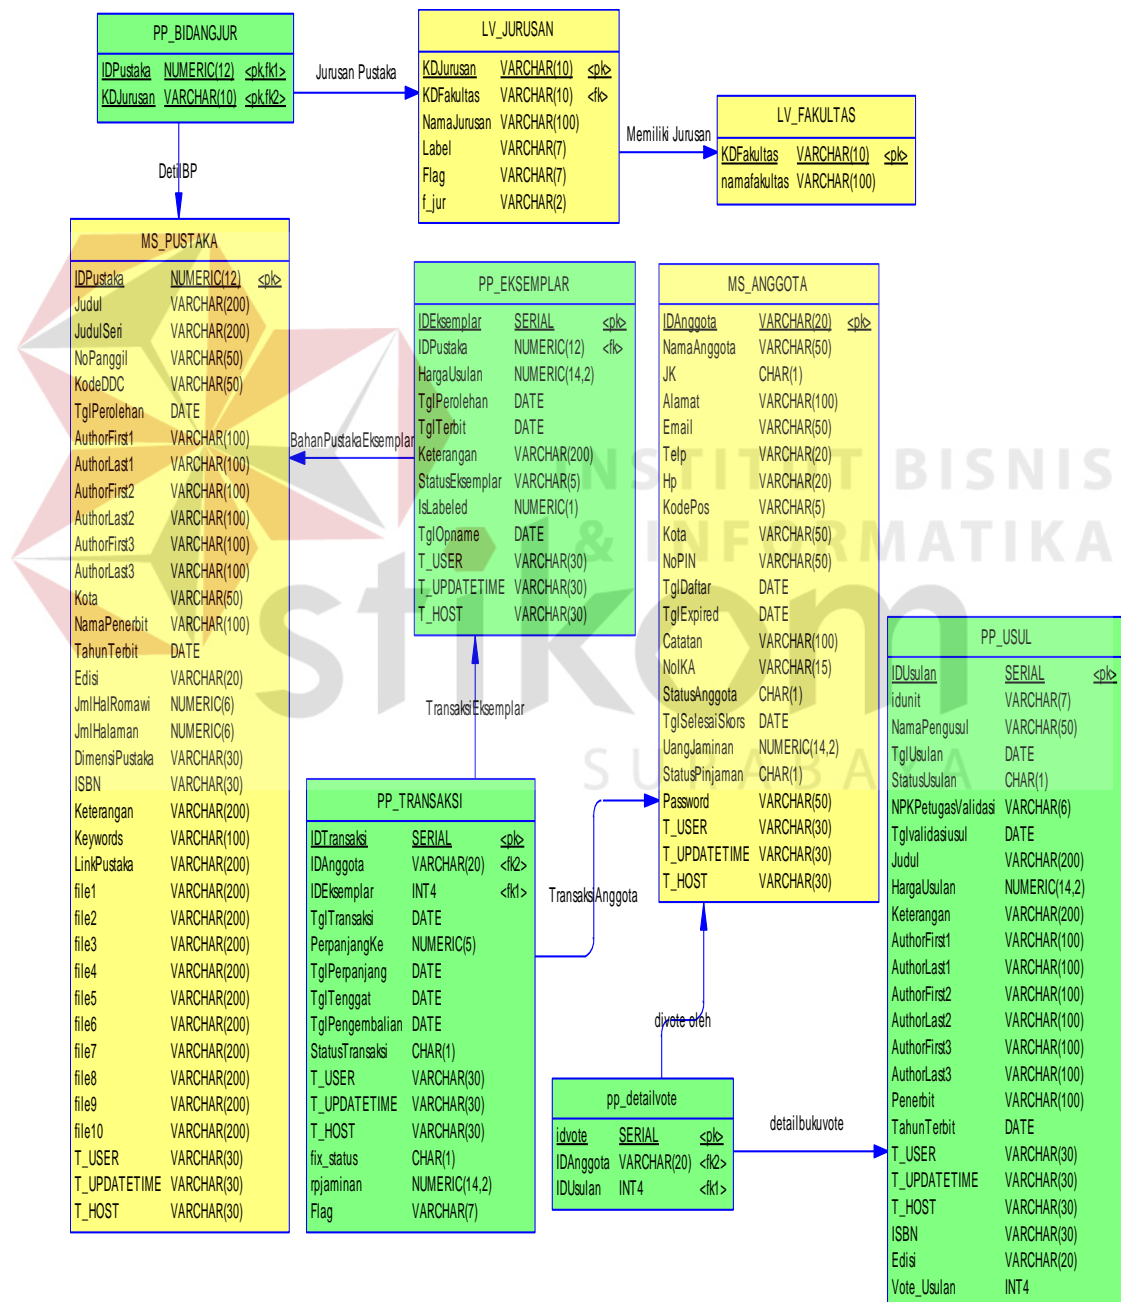 PP_BIDANGJUR
IDPustaka NUMERIC(12) <pk,fk1>
KDJurusan VARCHAR(10) <pk,fk2>
Jurusan Pustaka
LV_JURUSAN
KDJurusan VARCHAR(10) <pk>
KDFakultas VARCHAR(10) <fk>
NamaJurusan VARCHAR(100)
Label VARCHAR(7)
Flag VARCHAR(7)
f_jur VARCHAR(2)
Memiliki Jurusan
LV_FAKULTAS
KDFakultas VARCHAR(10) <pk>
namafakultas VARCHAR(100)
DetilBP
MS_PUSTAKA
IDPustaka NUMERIC(12) <pk>
Judul VARCHAR(200)
JudulSeri VARCHAR(200)
NoPanggil VARCHAR(50)
KodeDDC VARCHAR(50)
TglPerolehan DATE
AuthorFirst1 VARCHAR(100)
AuthorLast1 VARCHAR(100)
AuthorFirst2 VARCHAR(100)
AuthorLast2 VARCHAR(100)
AuthorFirst3 VARCHAR(100)
AuthorLast3 VARCHAR(100)
Kota VARCHAR(50)
NamaPenerbit VARCHAR(100)
TahunTerbit DATE
Edisi VARCHAR(20)
JmlHalRomawi NUMERIC(6)
JmlHalaman NUMERIC(6)
DimensiPustaka VARCHAR(30)
ISBN VARCHAR(30)
Keterangan VARCHAR(200)
Keywords VARCHAR(100)
LinkPustaka VARCHAR(200)
file1 VARCHAR(200)
file2 VARCHAR(200)
file3 VARCHAR(200)
file4 VARCHAR(200)
file5 VARCHAR(200)
file6 VARCHAR(200)
file7 VARCHAR(200)
file8 VARCHAR(200)
file9 VARCHAR(200)
file10 VARCHAR(200)
T_USER VARCHAR(30)
T_UPDATETIME VARCHAR(30)
T_HOST VARCHAR(30)
BahanPustakaEksemplar
PP_EKSEMPLAR
IDEksemplar SERIAL <pk>
IDPustaka NUMERIC(12) <fk>
HargaUsulan NUMERIC(14,2)
TglPerolehan DATE
TglTerbit DATE
Keterangan VARCHAR(200)
StatusEksemplar VARCHAR(5)
IsLabeled NUMERIC(1)
TglOpname DATE
T_USER VARCHAR(30)
T_UPDATETIME VARCHAR(30)
T_HOST VARCHAR(30)
TransaksiEksemplar
MS_ANGGOTA
IDAnggota VARCHAR(20) <pk>
NamaAnggota VARCHAR(50)
JK CHAR(1)
Alamat VARCHAR(100)
Email VARCHAR(50)
Telp VARCHAR(20)
Hp VARCHAR(20)
KodePos VARCHAR(5)
Kota VARCHAR(50)
NoPIN VARCHAR(50)
TglDaftar DATE
TglExpired DATE
Catatan VARCHAR(100)
NoIKA VARCHAR(15)
StatusAnggota CHAR(1)
TglSelesaiSkors DATE
UangJaminan NUMERIC(14,2)
StatusPinjaman CHAR(1)
Password VARCHAR(50)
T_USER VARCHAR(30)
T_UPDATETIME VARCHAR(30)
T_HOST VARCHAR(30)
INSTITUT BISNIS
& INFORMATIKA
stikom
SURABAYA
PP_TRANSAKSI
IDTransaksi SERIAL <pk>
IDAnggota VARCHAR(20) <fk2>
IDEksemplar INT4 <fk1>
TglTransaksi DATE
PerpanjangKe NUMERIC(5)
TglPerpanjang DATE
TglTenggat DATE
TglPengembalian DATE
StatusTransaksi CHAR(1)
T_USER VARCHAR(30)
T_UPDATETIME VARCHAR(30)
T_HOST VARCHAR(30)
fix_status CHAR(1)
rpjaminan NUMERIC(14,2)
Flag VARCHAR(7)
TransaksiAnggota
divote oleh
pp_detailvote
idvote SERIAL <pk>
IDAnggota VARCHAR(20) <fk2>
IDUsulan INT4 <fk1>
detailbukuvote
PP_USUL
IDUsulan SERIAL <pk>
idunit VARCHAR(7)
NamaPengusul VARCHAR(50)
TglUsulan DATE
StatusUsulan CHAR(1)
NPKPetugasValidasi VARCHAR(6)
Tglvalidasiusul DATE
Judul VARCHAR(200)
HargaUsulan NUMERIC(14,2)
Keterangan VARCHAR(200)
AuthorFirst1 VARCHAR(100)
AuthorLast1 VARCHAR(100)
AuthorFirst2 VARCHAR(100)
AuthorLast2 VARCHAR(100)
AuthorFirst3 VARCHAR(100)
AuthorLast3 VARCHAR(100)
Penerbit VARCHAR(100)
TahunTerbit DATE
T_USER VARCHAR(30)
T_UPDATETIME VARCHAR(30)
T_HOST VARCHAR(30)
ISBN VARCHAR(30)
Edisi VARCHAR(20)
Vote_Usulan INT4